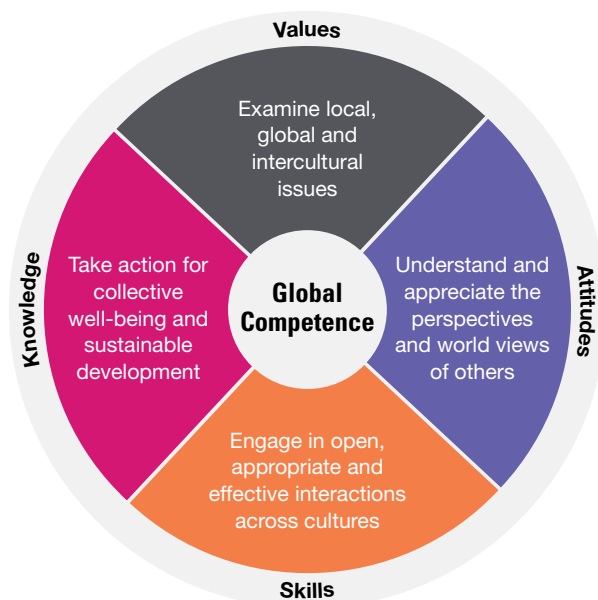 Values
Examine local,
global and
intercultural
issues
Knowledge
Take action for
collective
well-being and
sustainable
development
Global
Competence
Understand and
appreciate the
perspectives
and world views
of others
Attitudes
Engage in open,
appropriate and
effective interactions
across cultures
Skills